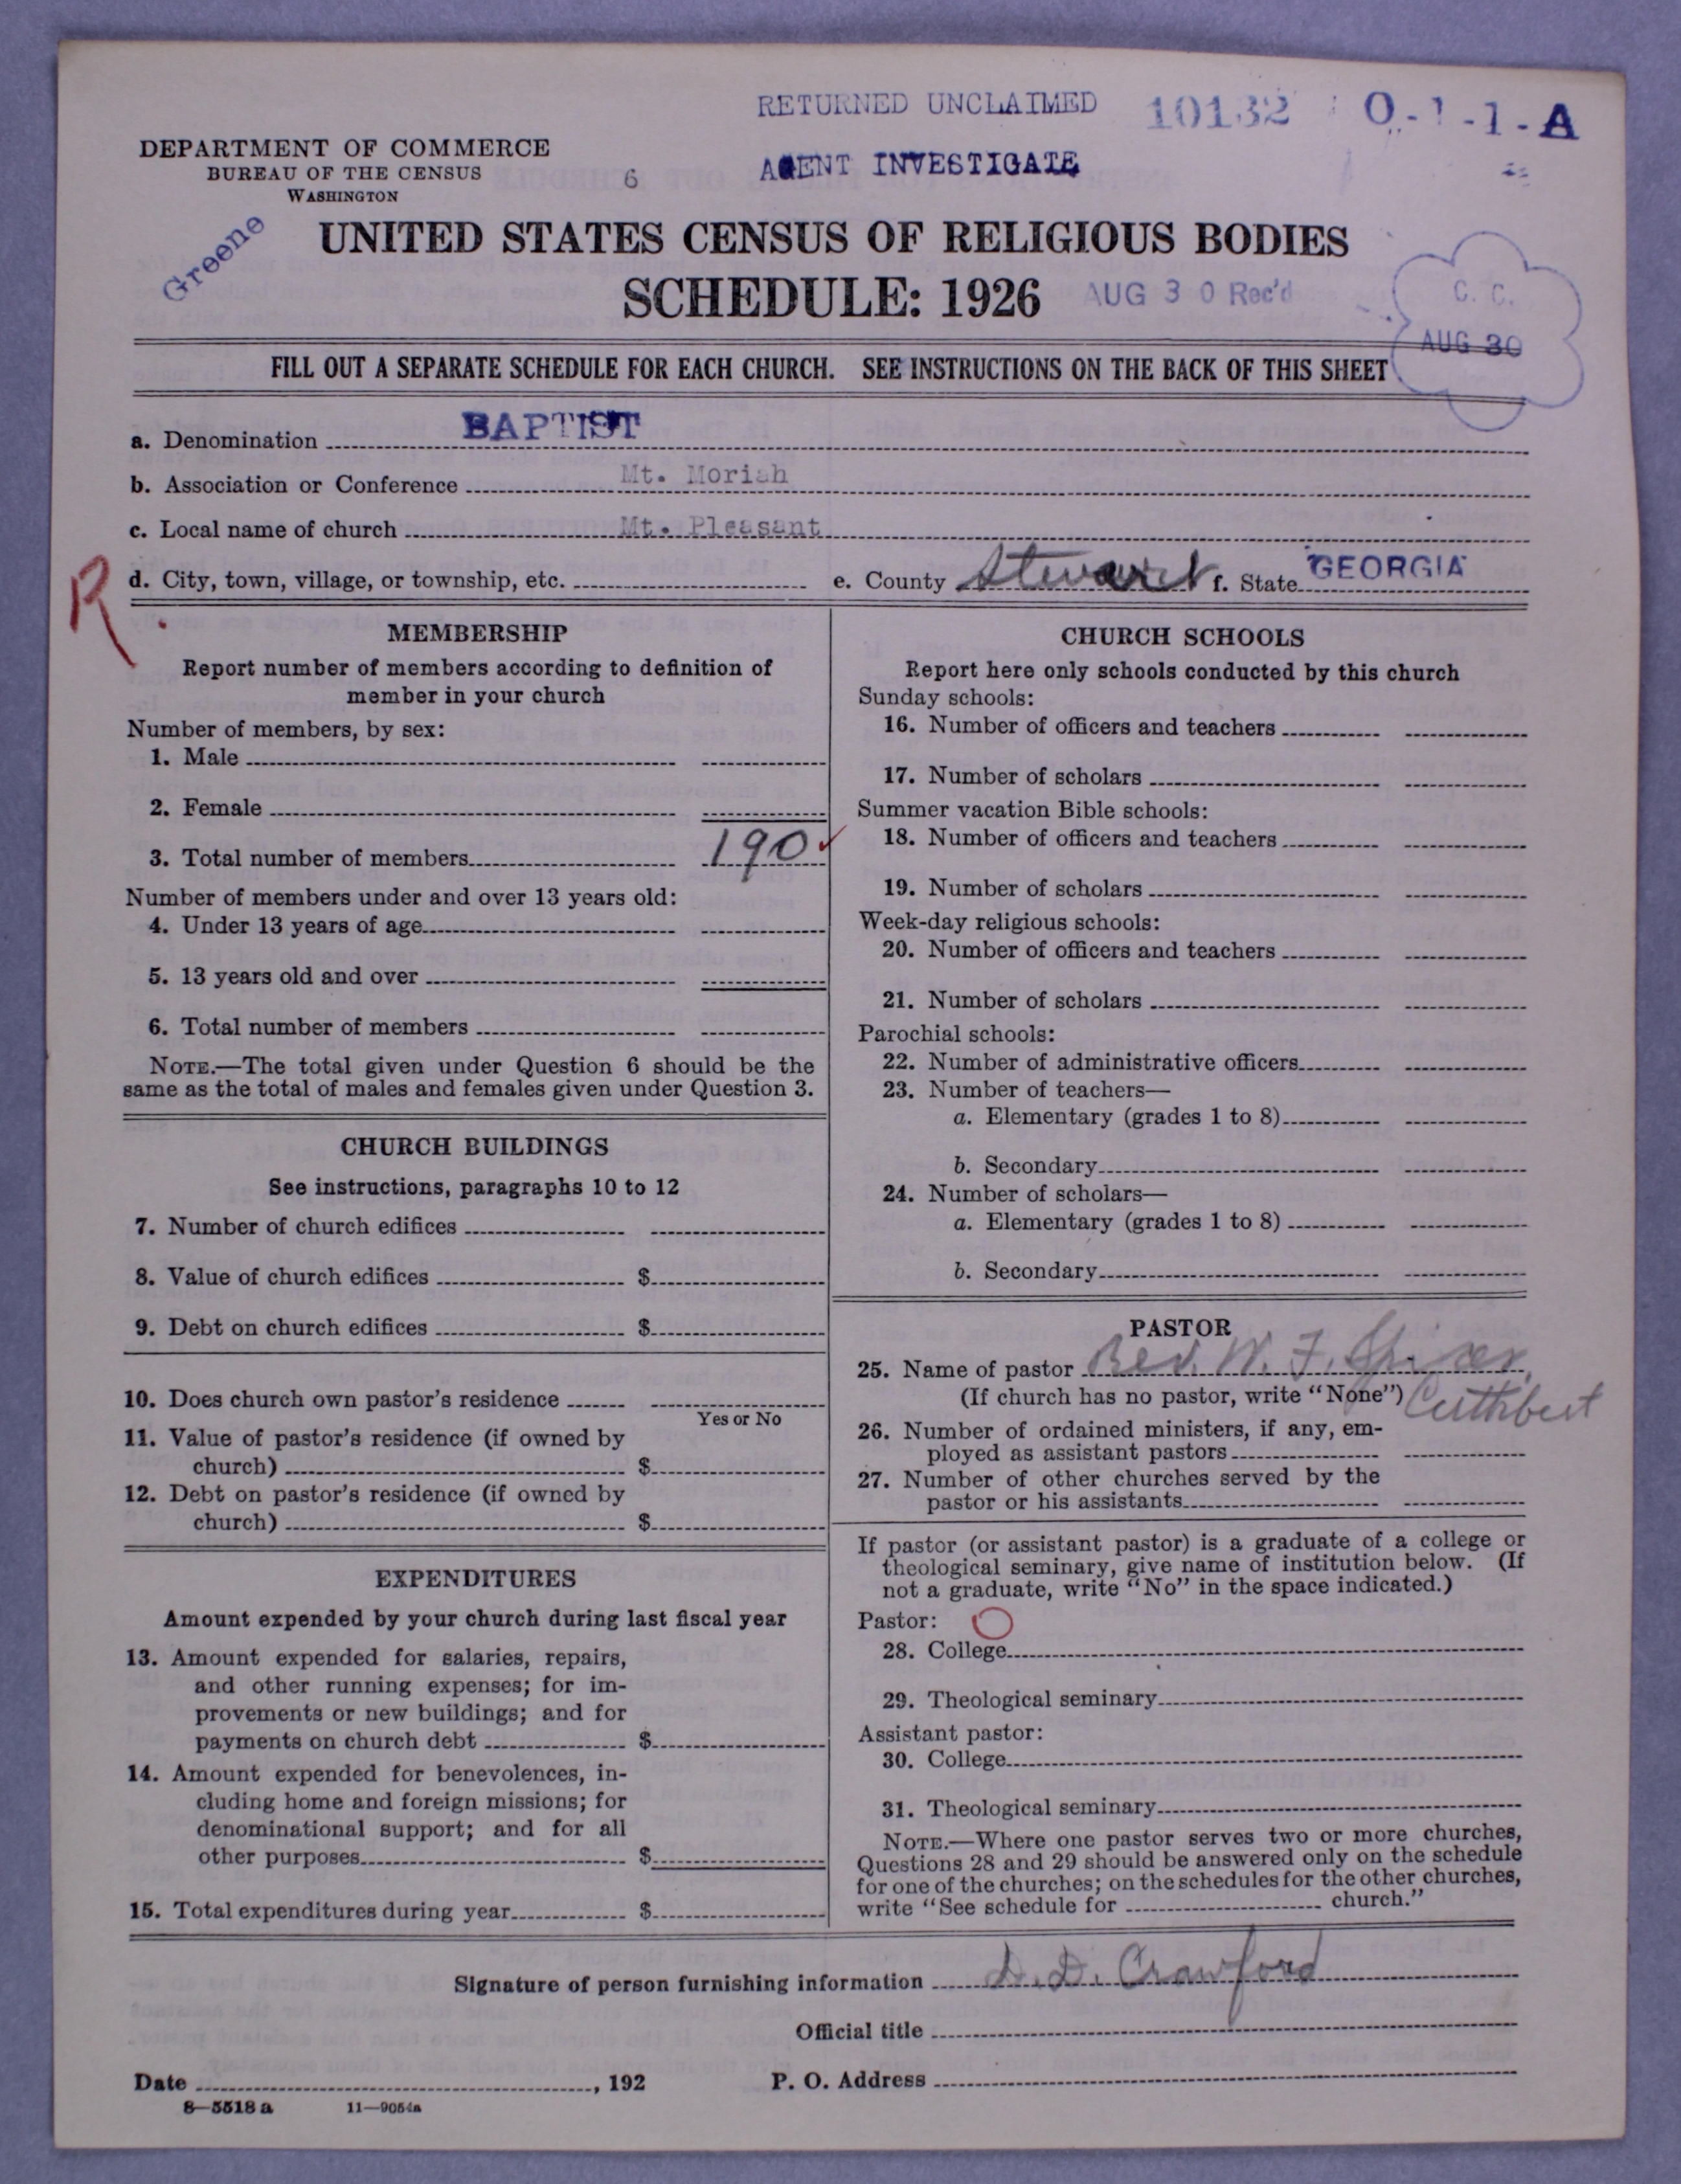 RETURNED UNCLAIMED 10132 0-1-1-A
DEPARTMENT OF COMMERCE
BUREAU OF THE CENSUS
WASHINGTON
6
AGENT INVESTIGATE
Greene
UNITED STATES CENSUS OF RELIGIOUS BODIES
SCHEDULE: 1926
AUG 30 Rec'd
C. C.
AUG 30
FILL OUT A SEPARATE SCHEDULE FOR EACH CHURCH. SEE INSTRUCTIONS ON THE BACK OF THIS SHEET
a. Denomination BAPTIST
b. Association or Conference Mt. Moriah
c. Local name of church Mt. Pleasant
R
d. City, town, village, or township, etc. e. County Stewart f. State GEORGIA
MEMBERSHIP
Report number of members according to definition of
member in your church
Number of members, by sex:
1. Male
2. Female
3. Total number of members 190
Number of members under and over 13 years old:
4. Under 13 years of age
5. 13 years old and over
6. Total number of members
NOTE.—The total given under Question 6 should be the
same as the total of males and females given under Question 3.
CHURCH BUILDINGS
See instructions, paragraphs 10 to 12
7. Number of church edifices
8. Value of church edifices $
9. Debt on church edifices $
10. Does church own pastor's residence
Yes or No
11. Value of pastor's residence (if owned by
church) $
12. Debt on pastor's residence (if owned by
church) $
EXPENDITURES
Amount expended by your church during last fiscal year
13. Amount expended for salaries, repairs,
and other running expenses; for im-
provements or new buildings; and for
payments on church debt $
14. Amount expended for benevolences, in-
cluding home and foreign missions; for
denominational support; and for all
other purposes $
15. Total expenditures during year $
CHURCH SCHOOLS
Report here only schools conducted by this church
Sunday schools:
16. Number of officers and teachers
17. Number of scholars
Summer vacation Bible schools:
18. Number of officers and teachers
19. Number of scholars
Week-day religious schools:
20. Number of officers and teachers
21. Number of scholars
Parochial schools:
22. Number of administrative officers
23. Number of teachers—
a. Elementary (grades 1 to 8)
b. Secondary
24. Number of scholars—
a. Elementary (grades 1 to 8)
b. Secondary
PASTOR
25. Name of pastor Rev. W. F.
(If church has no pastor, write "None") Cuthbert
26. Number of ordained ministers, if any, em-
ployed as assistant pastors
27. Number of other churches served by the
pastor or his assistants
If pastor (or assistant pastor) is a graduate of a college or
theological seminary, give name of institution below. (If
not a graduate, write "No" in the space indicated.)
Pastor:
28. College
29. Theological seminary
Assistant pastor:
30. College
31. Theological seminary
NOTE.—Where one pastor serves two or more churches,
Questions 28 and 29 should be answered only on the schedule
for one of the churches; on the schedules for the other churches,
write "See schedule for church."
Signature of person furnishing information D. D. Crawford
Official title
Date , 192 P. O. Address
8—5518a 11—9054a